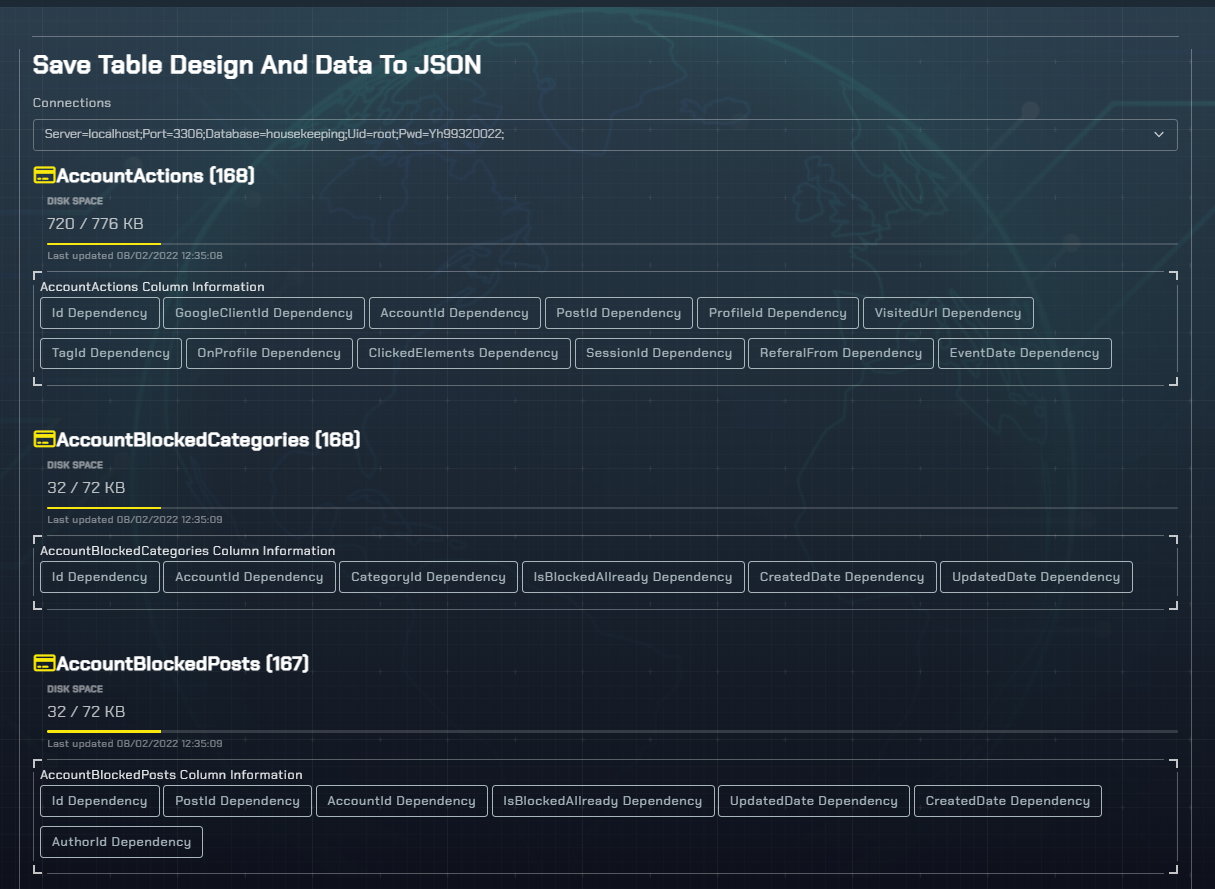 Save Table Design And Data To JSON
Connections
Server=localhost;Port=3306;Database=housekeeping;Uid=root;Pwd=Yh99320022;
AccountActions (168)
DISK SPACE
720 / 776 KB
Last updated 08/02/2022 12:35:08
AccountActions Column Information
Id Dependency GoogleClientId Dependency AccountId Dependency PostId Dependency ProfileId Dependency VisitedUrl Dependency
TagId Dependency OnProfile Dependency ClickedElements Dependency SessionId Dependency ReferalFrom Dependency EventDate Dependency
AccountBlockedCategories (168)
DISK SPACE
32 / 72 KB
Last updated 08/02/2022 12:35:09
AccountBlockedCategories Column Information
Id Dependency AccountId Dependency CategoryId Dependency IsBlockedAllready Dependency CreatedDate Dependency UpdatedDate Dependency
AccountBlockedPosts (167)
DISK SPACE
32 / 72 KB
Last updated 08/02/2022 12:35:09
AccountBlockedPosts Column Information
Id Dependency PostId Dependency AccountId Dependency IsBlockedAllready Dependency UpdatedDate Dependency CreatedDate Dependency
AuthorId Dependency